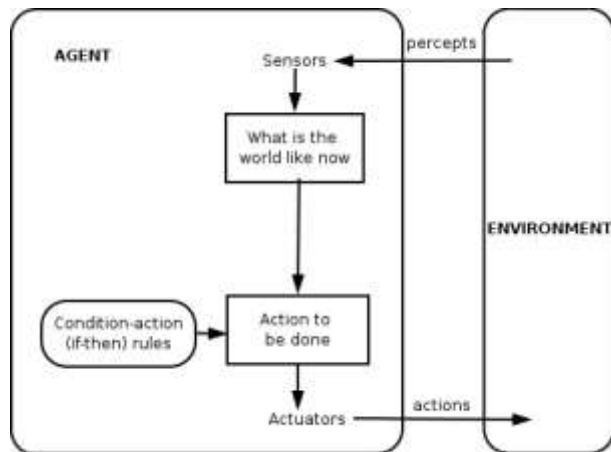 AGENT
Sensors
percepts
What is the
world like now
ENVIRONMENT
Condition-action
(if-then) rules
Action to
be done
Actuators
actions